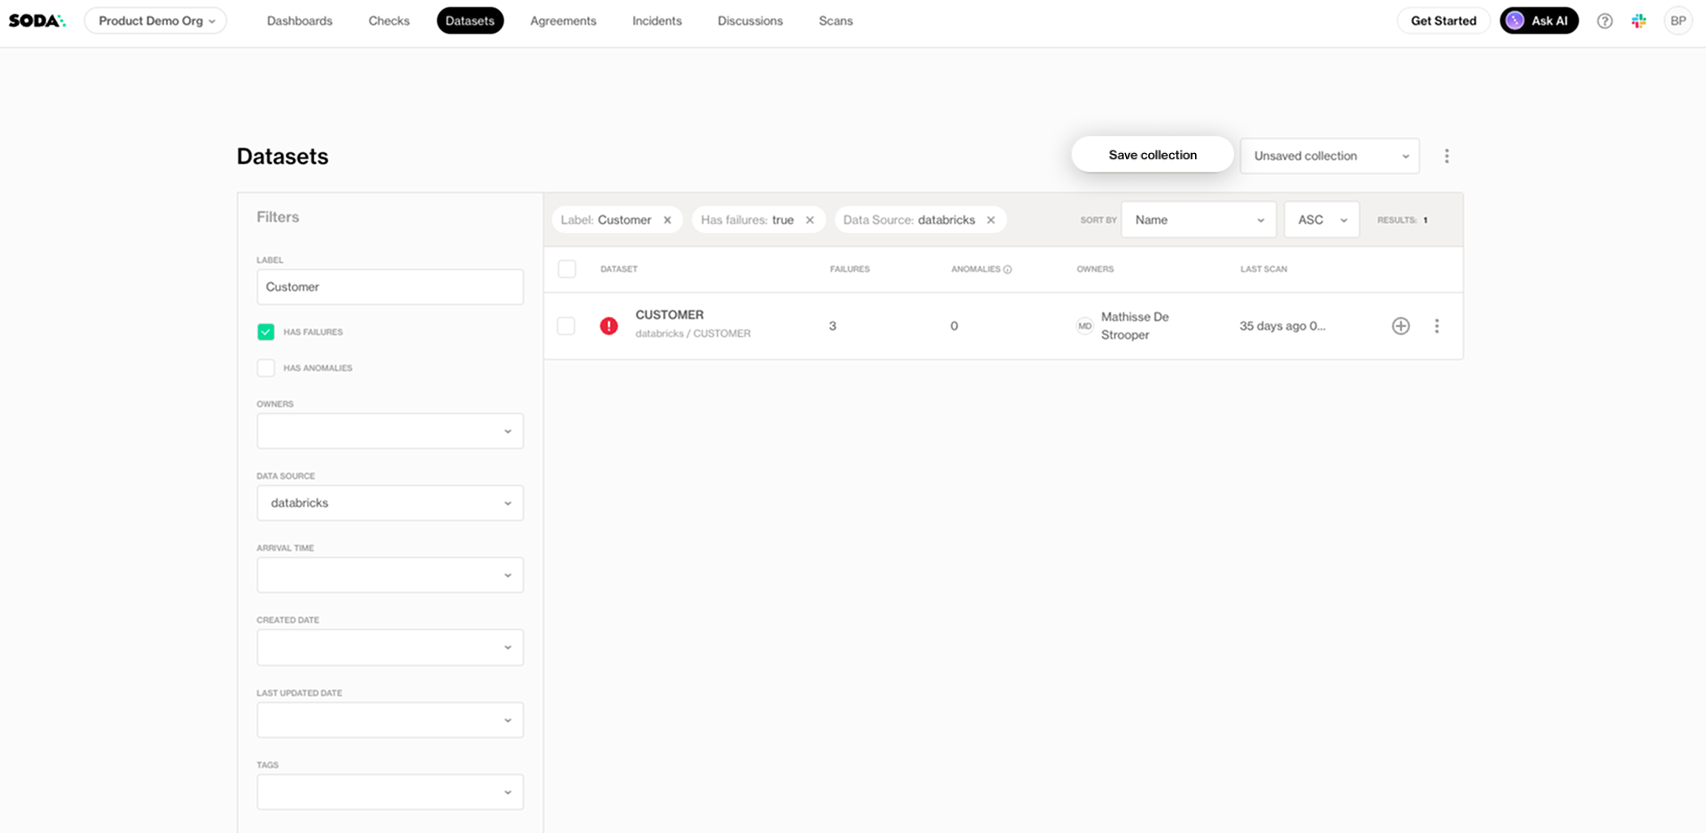 SODA
Product Demo Org
Dashboards
Checks
Datasets
Agreements
Incidents
Discussions
Scans
Get Started
Ask AI
?
BP
Datasets
Save collection
Unsaved collection
Filters
LABEL
Customer
HAS FAILURES
HAS ANOMALIES
OWNERS
DATA SOURCE
databricks
ARRIVAL TIME
CREATED DATE
LAST UPDATED DATE
TAGS
Label: Customer ×
Has failures: true ×
Data Source: databricks ×
SORT BY
Name
ASC
RESULTS: 1
DATASET
FAILURES
ANOMALIES
OWNERS
LAST SCAN
CUSTOMER
databricks / CUSTOMER
3
0
MD
Mathisse De
Strooper
35 days ago 0...